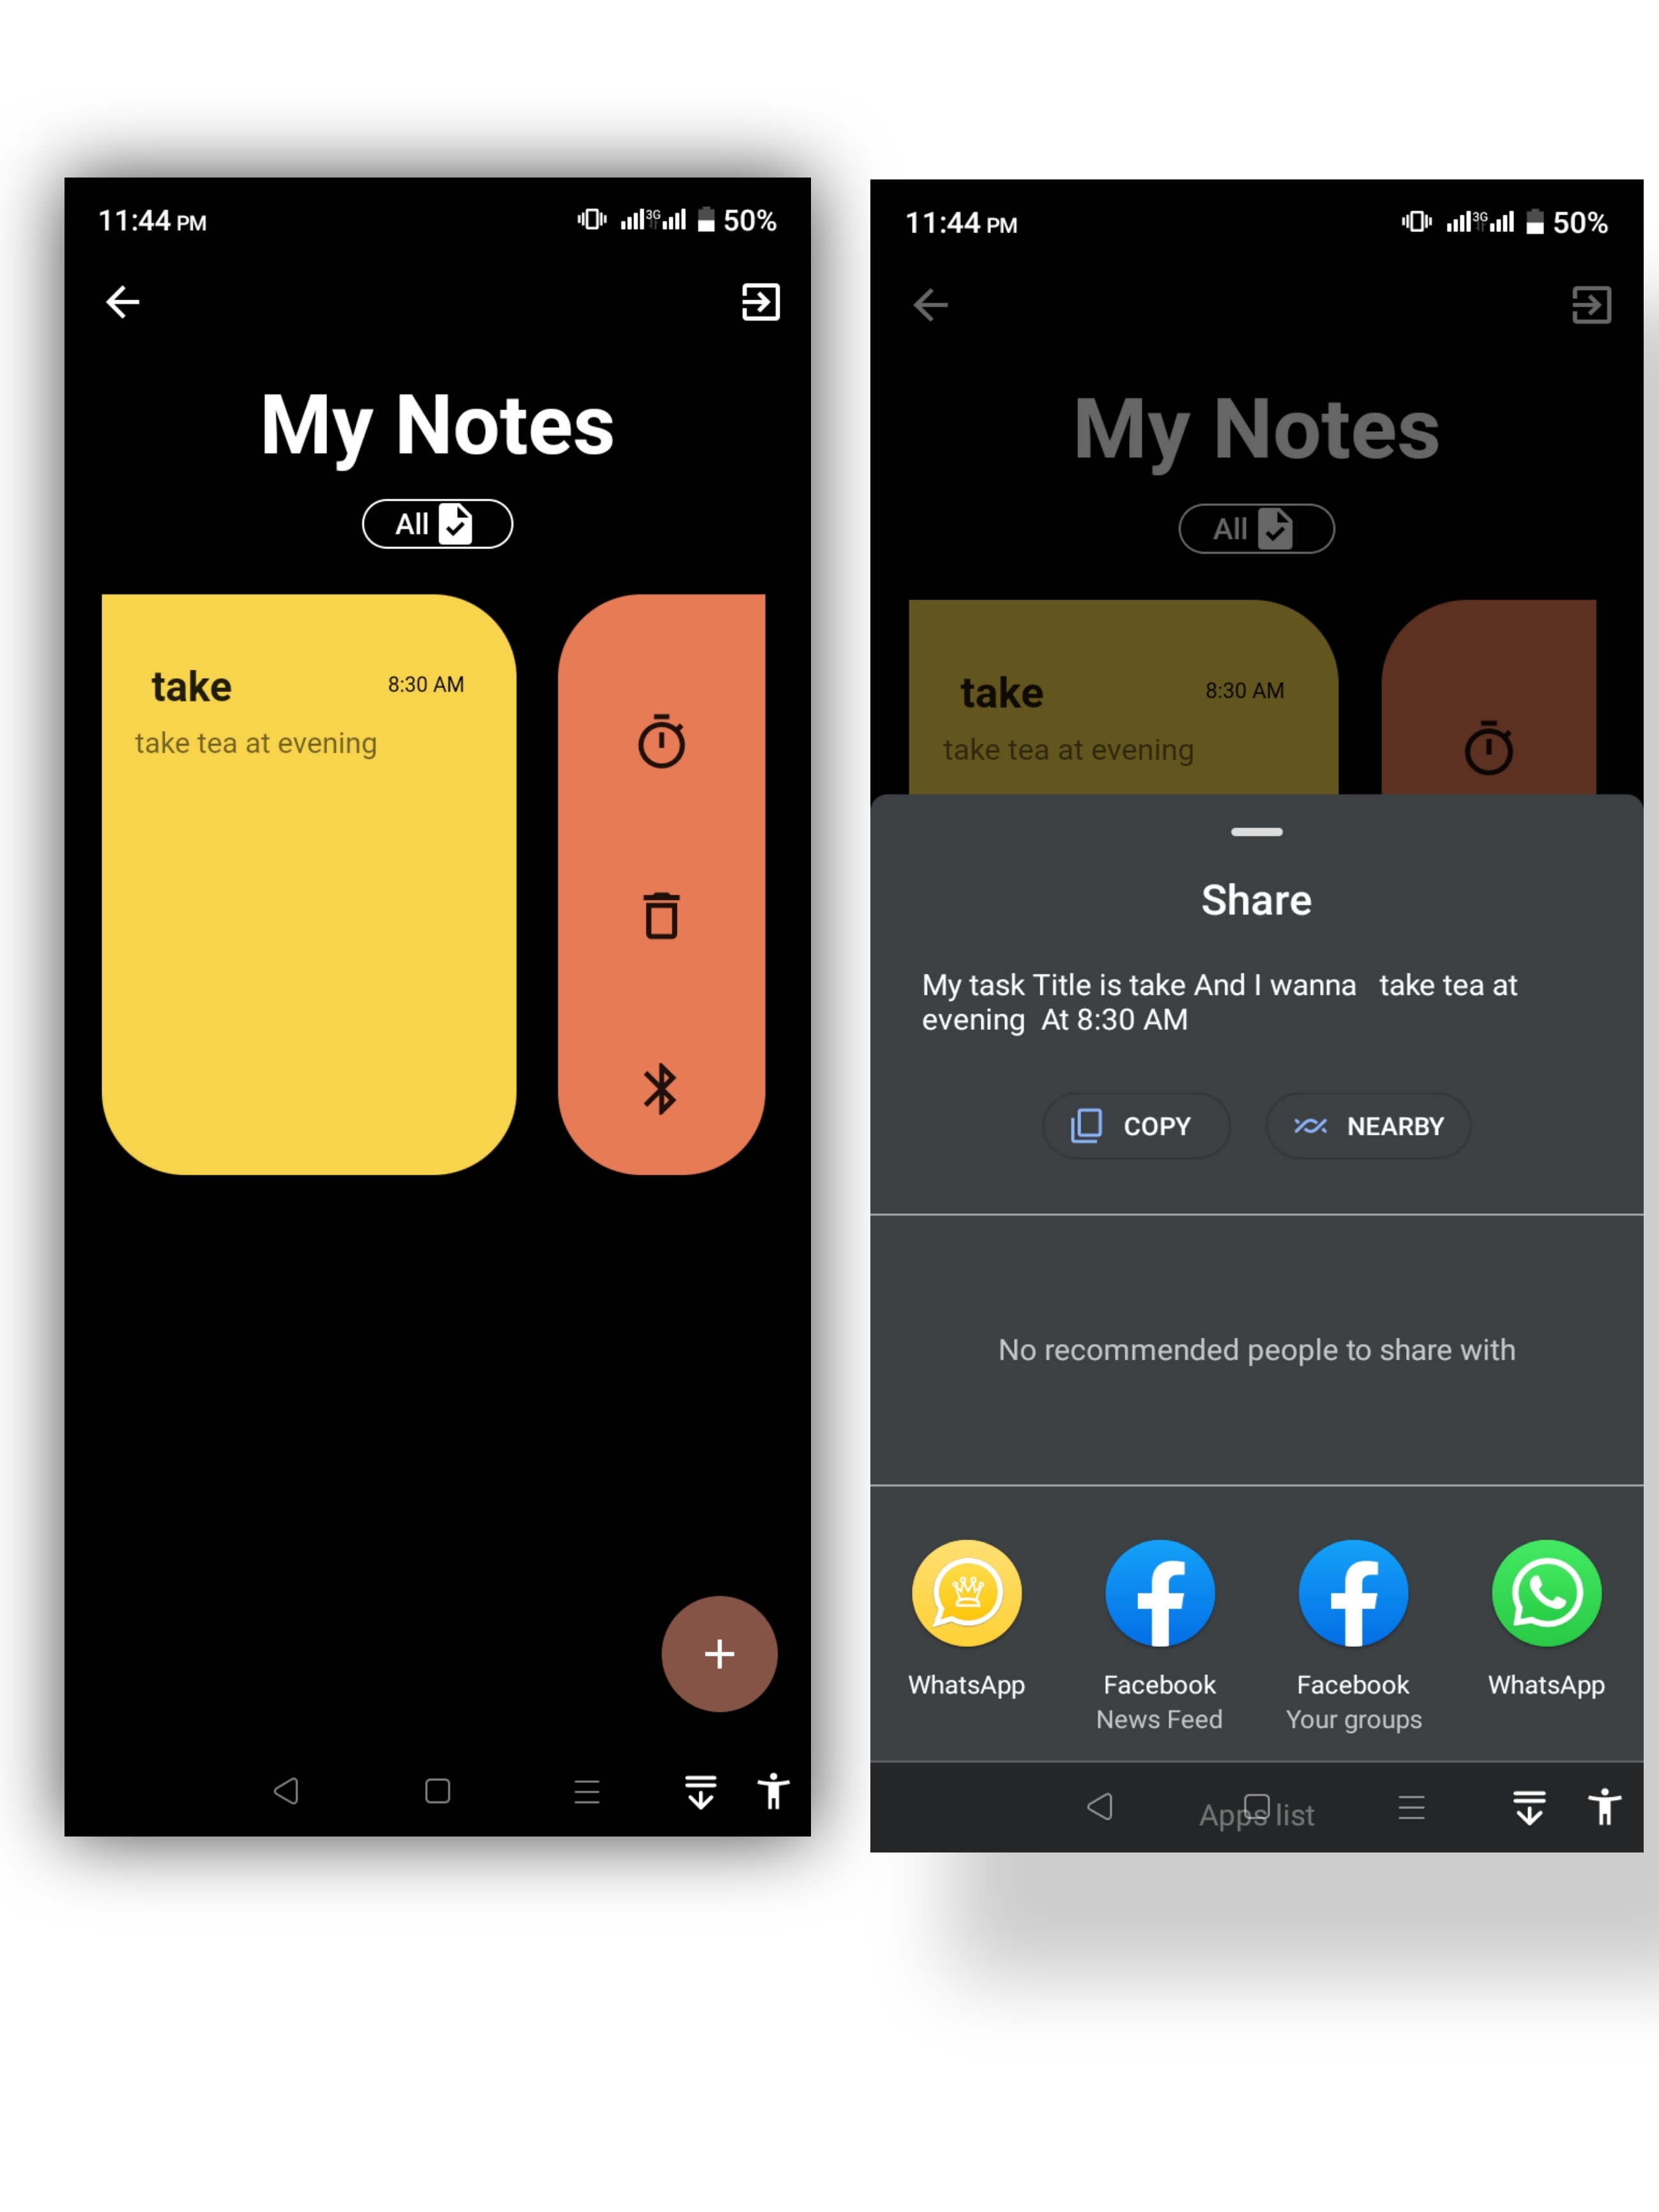 11:44 PM 3G 50%
My Notes
All
take 8:30 AM
take tea at evening
11:44 PM 3G 50%
My Notes
All
take 8:30 AM
take tea at evening
Share
My task Title is take And I wanna   take tea at
evening  At 8:30 AM
COPY NEARBY
No recommended people to share with
WhatsApp Facebook Facebook WhatsApp
News Feed Your groups
Apps list